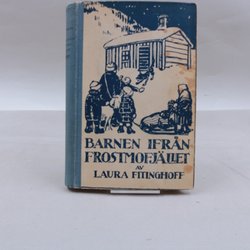 BARNEN IFRÅN
FROSTMOFJÄLLET
AV
LAURA FITINGHOFF